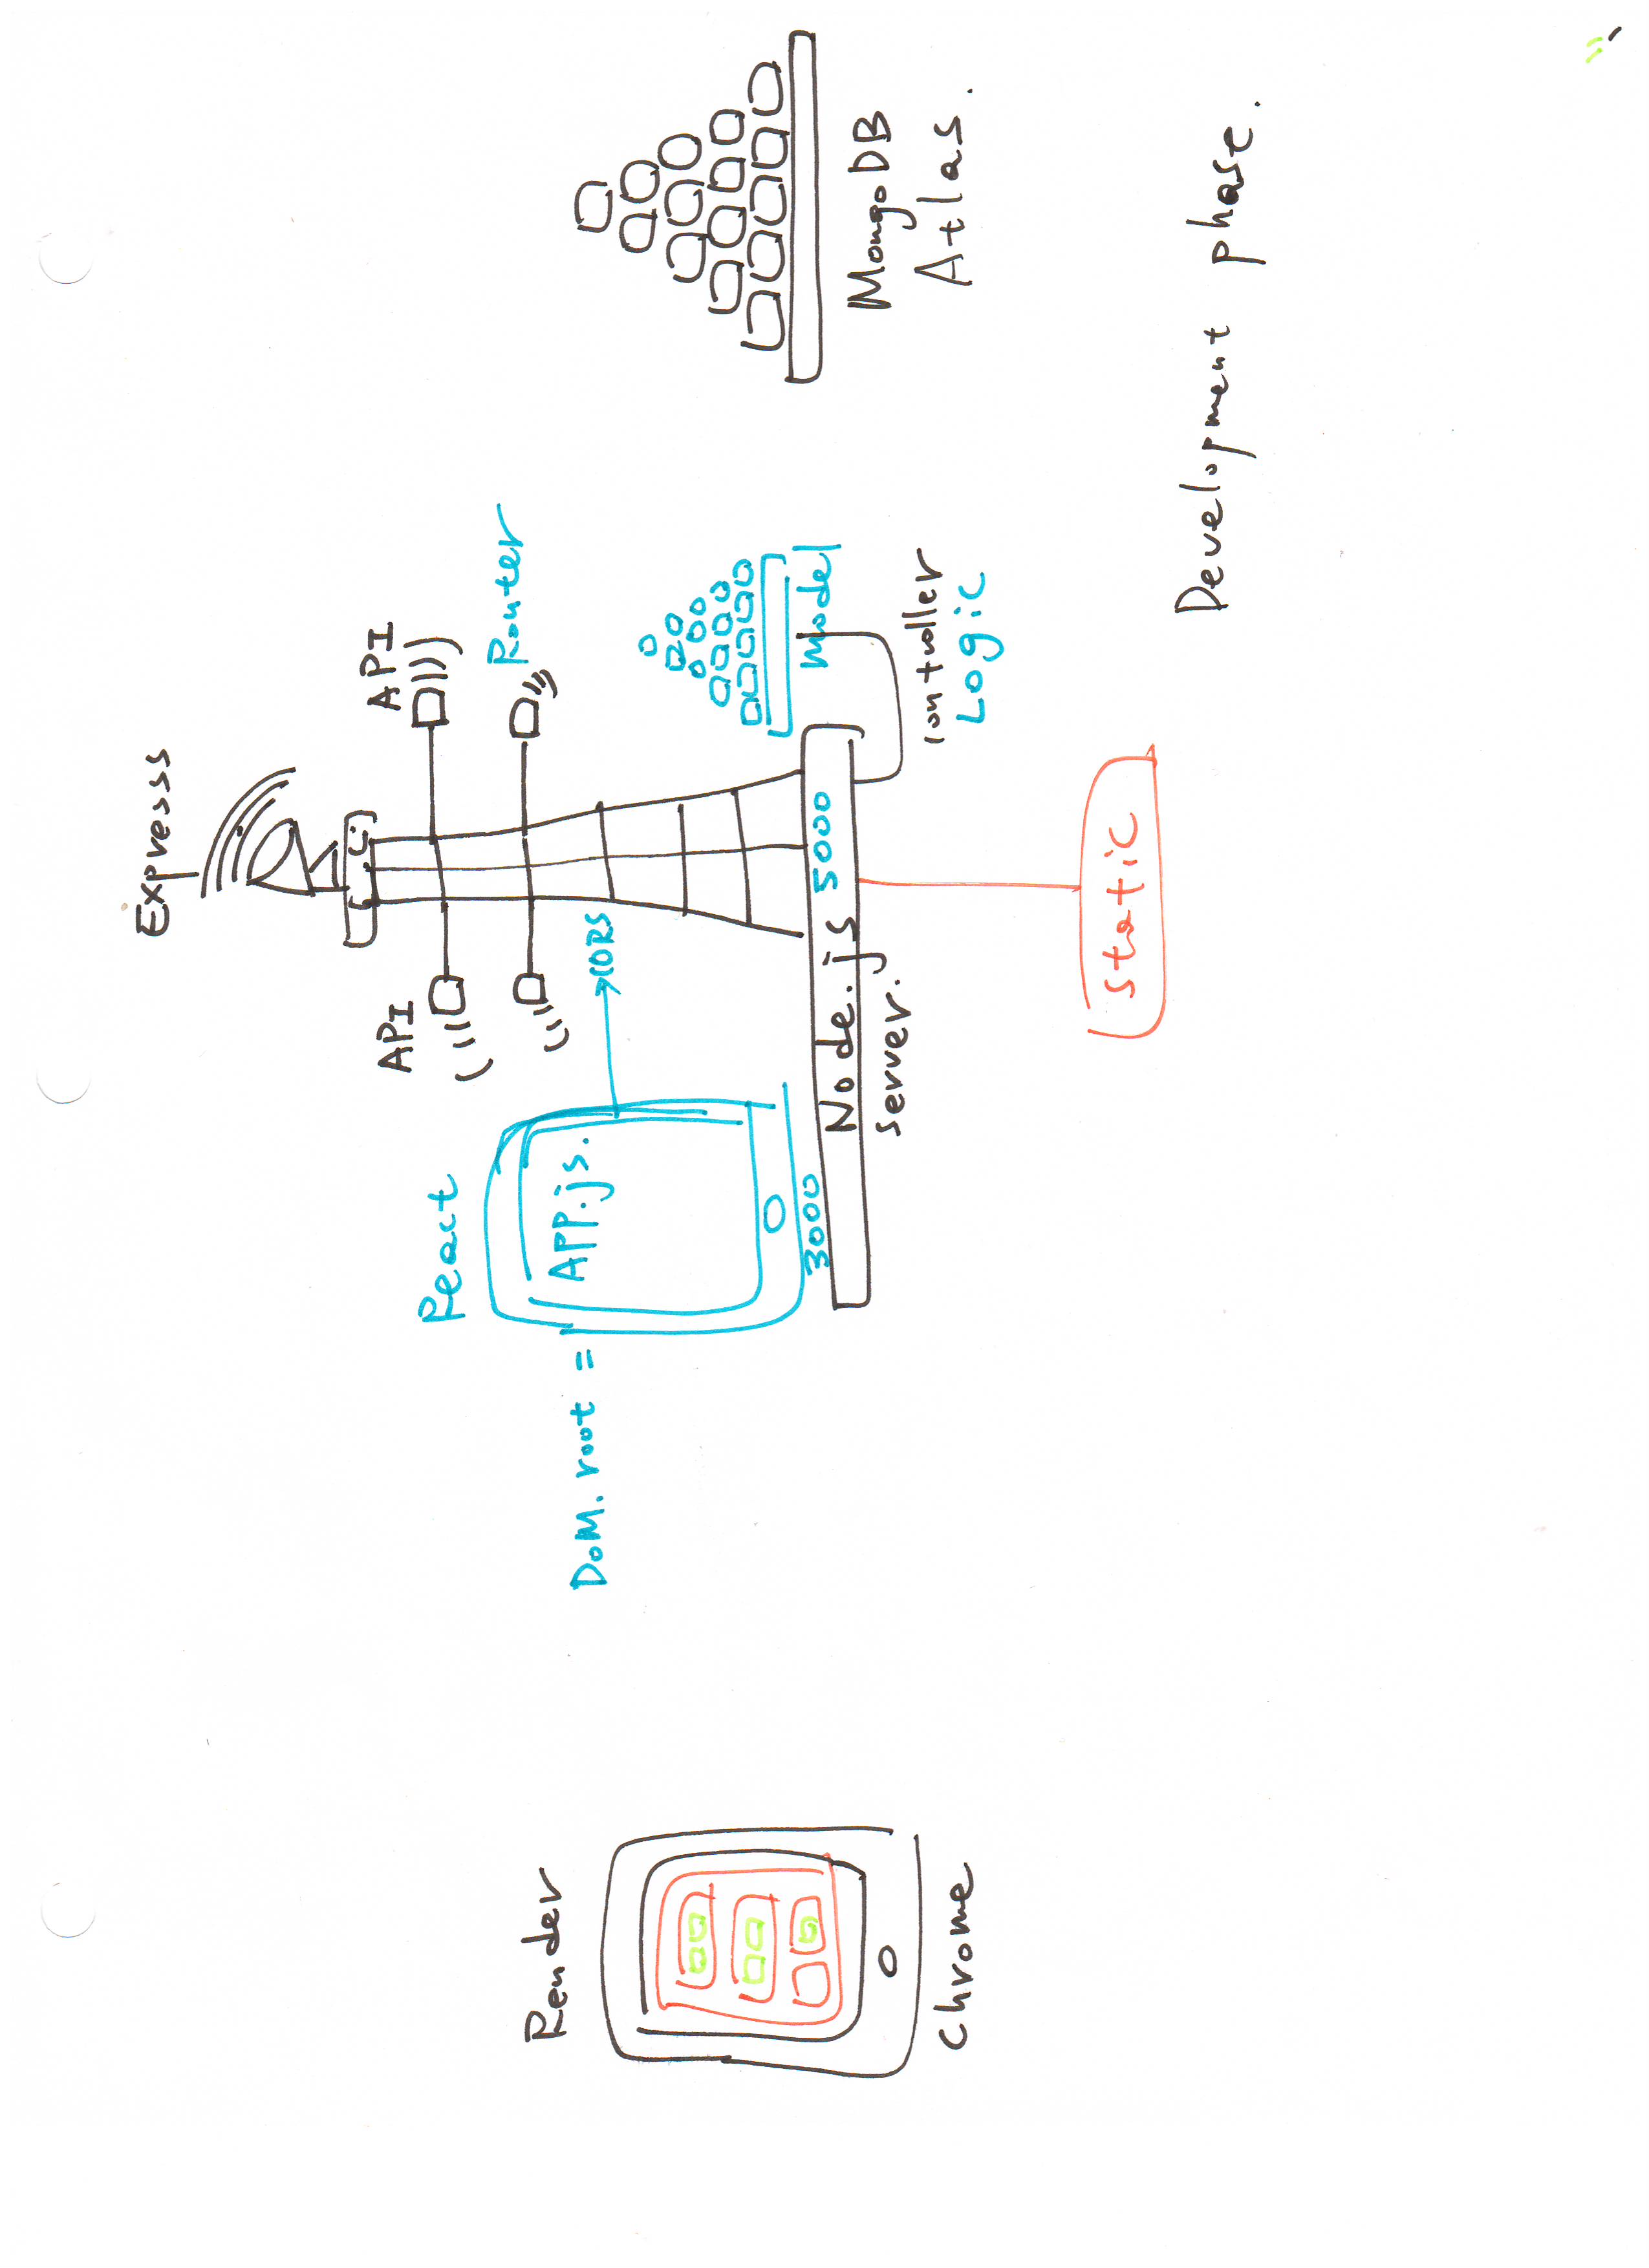 Expresss
API
API
React
Router
Render
DoM. root =
APP.js.
CORS
3000
5000
Node.js
server.
Model
controller
Logic
MongoDB
Atlas.
chrome
static
Development phase.